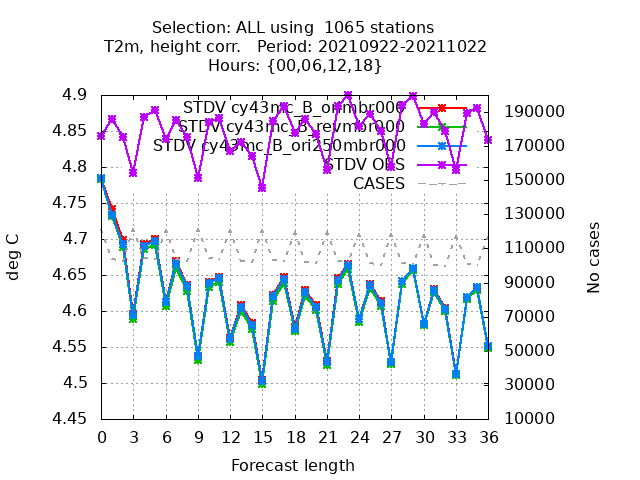 Selection: ALL using  1065 stations
T2m, height corr.   Period: 20210922-20211022
Hours: {00,06,12,18}
STDV cy43mc_B_orimbr000
STDV cy43mc_B_revmbr000
STDV cy43mc_B_ori250mbr000
STDV OBS
CASES
4.9
4.85
4.8
4.75
4.7
4.65
4.6
4.55
4.5
4.45
deg C
190000
170000
150000
130000
110000
90000
70000
50000
30000
10000
No cases
0 3 6 9 12 15 18 21 24 27 30 33 36
Forecast length